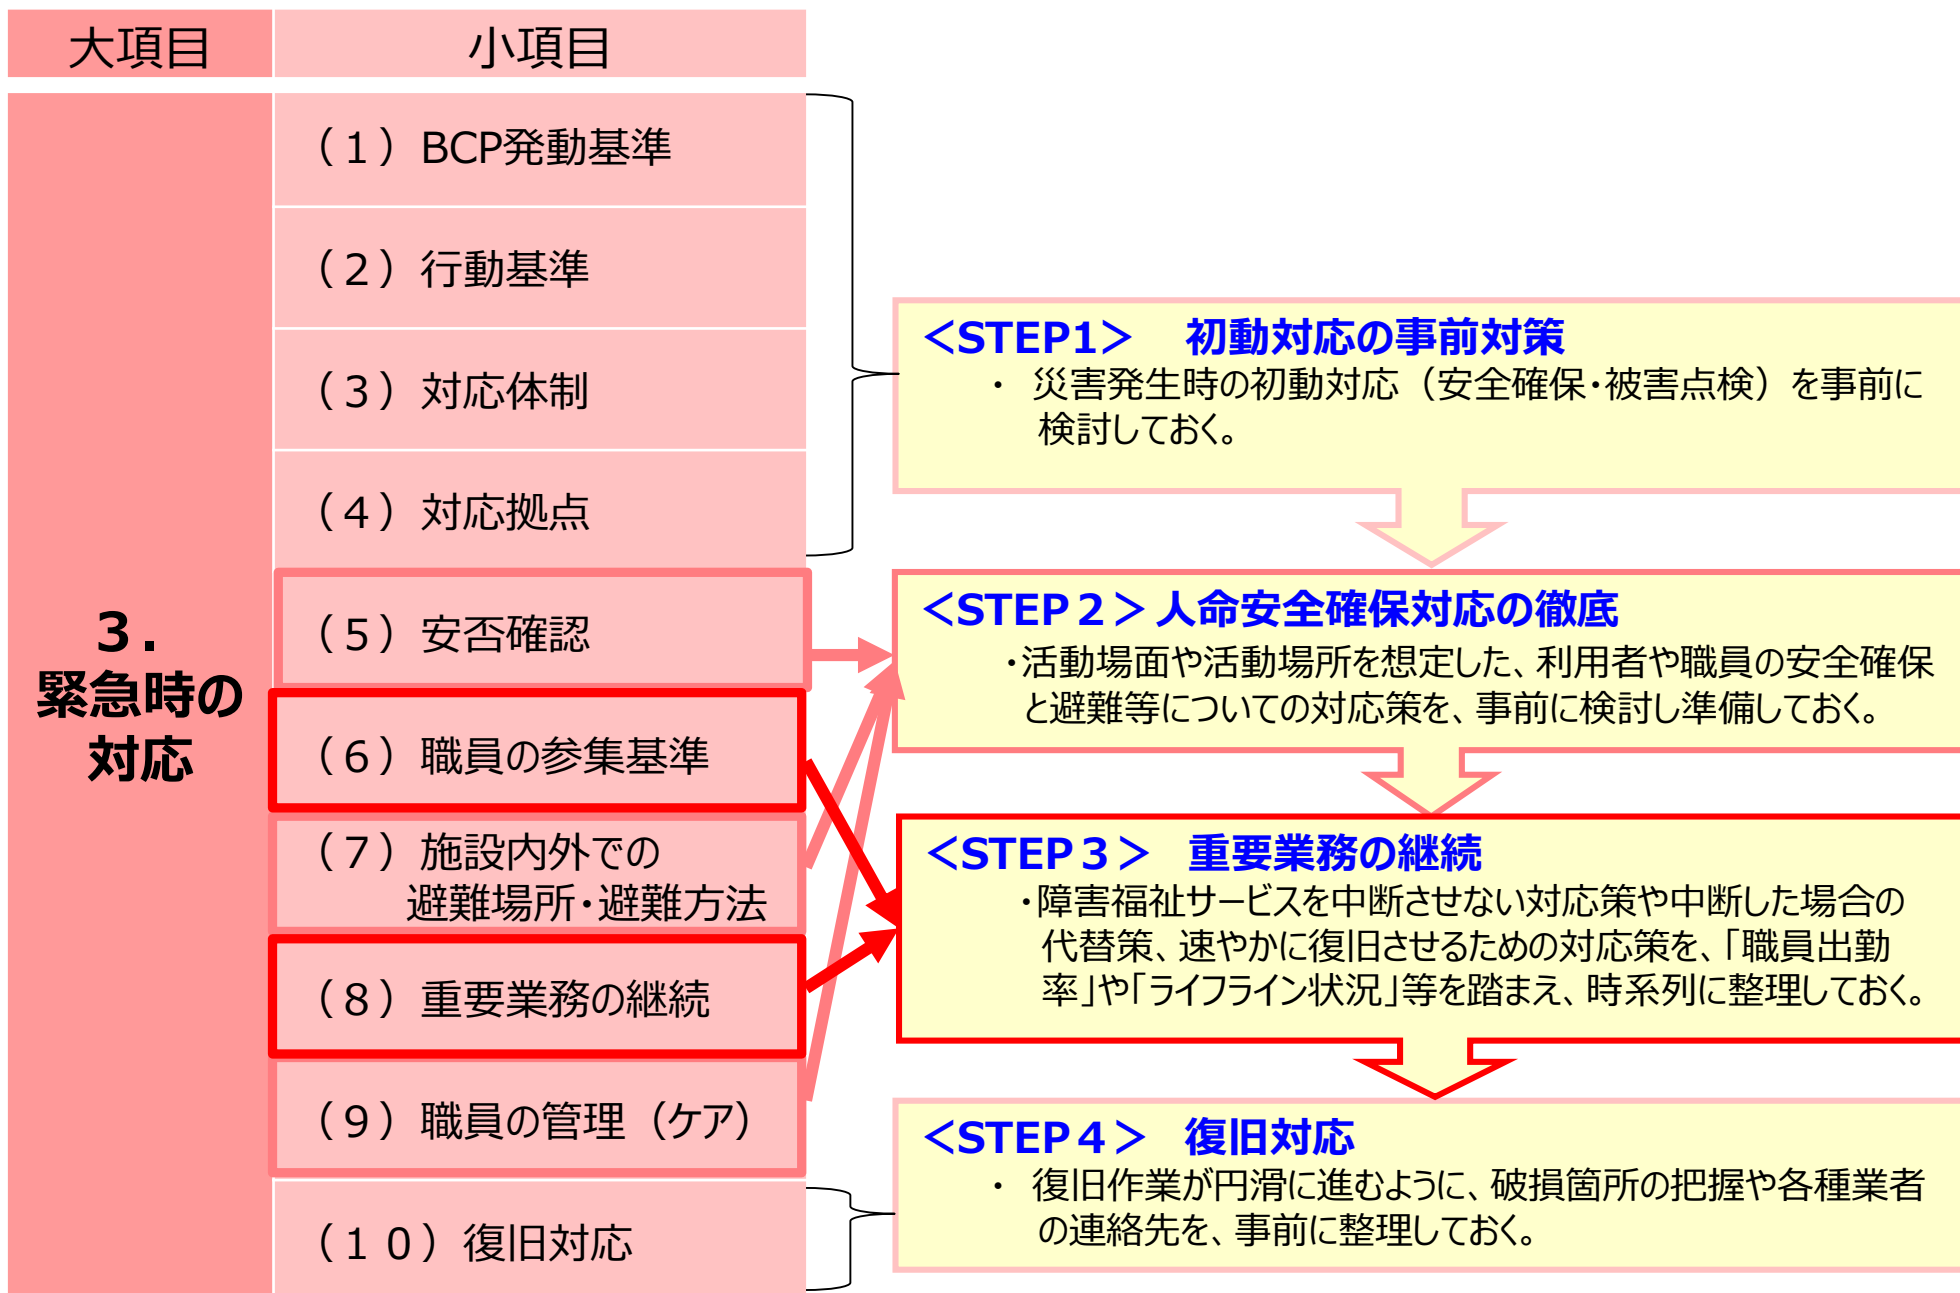 大項目
小項目
３．
緊急時の
対応
（１）BCP発動基準
（２）行動基準
（３）対応体制
（４）対応拠点
（５）安否確認
（６）職員の参集基準
（７）施設内外での
避難場所・避難方法
（８）重要業務の継続
（９）職員の管理（ケア）
（１０）復旧対応
＜STEP1＞　初動対応の事前対策
・ 災害発生時の初動対応（安全確保・被害点検）を事前に
検討しておく。
＜STEP２＞人命安全確保対応の徹底
・活動場面や活動場所を想定した、利用者や職員の安全確保
と避難等についての対応策を、事前に検討し準備しておく。
＜STEP３＞ 重要業務の継続
・障害福祉サービスを中断させない対応策や中断した場合の
代替策、速やかに復旧させるための対応策を、「職員出勤
率」や「ライフライン状況」等を踏まえ、時系列に整理しておく。
＜STEP４＞ 復旧対応
・ 復旧作業が円滑に進むように、破損箇所の把握や各種業者
の連絡先を、事前に整理しておく。